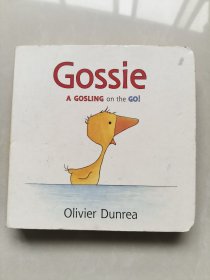 Gossie
A GOSLING on the GO!
Olivier Dunrea